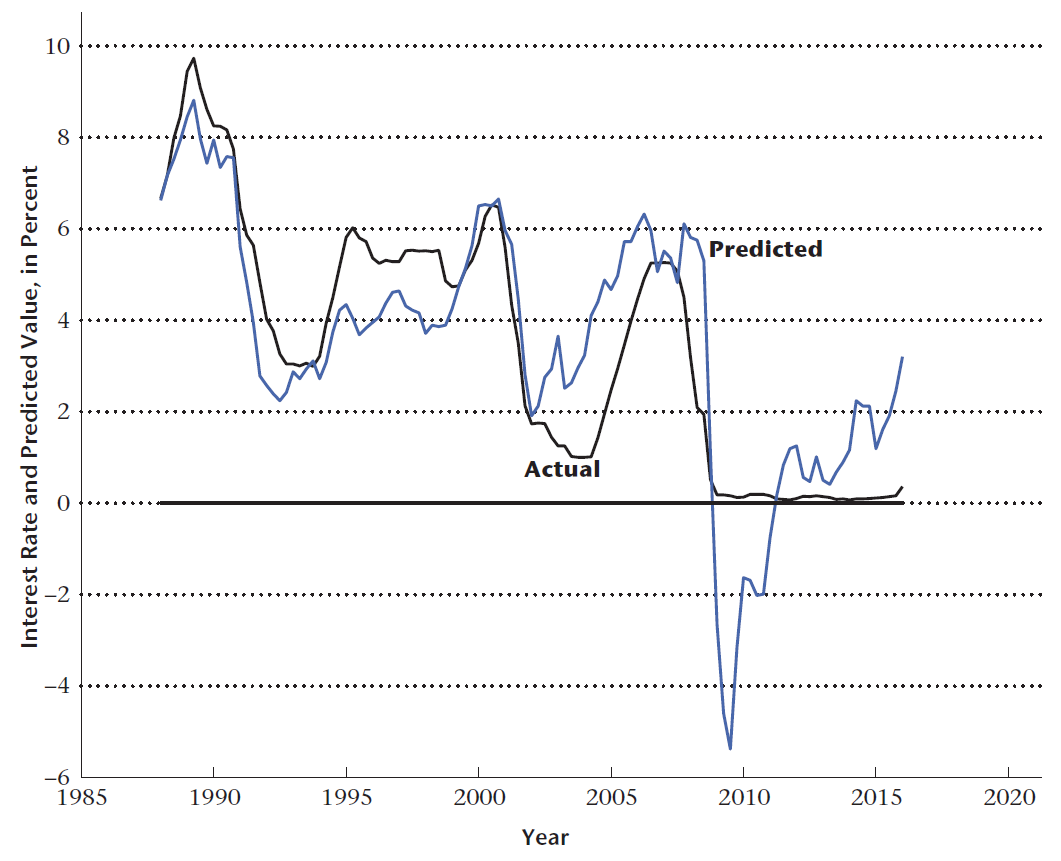 Interest Rate and Predicted Value, in Percent
10
8
6
4
2
0
–2
–4
–6
Predicted
Actual
1985 1990 1995 2000 2005 2010 2015 2020
Year